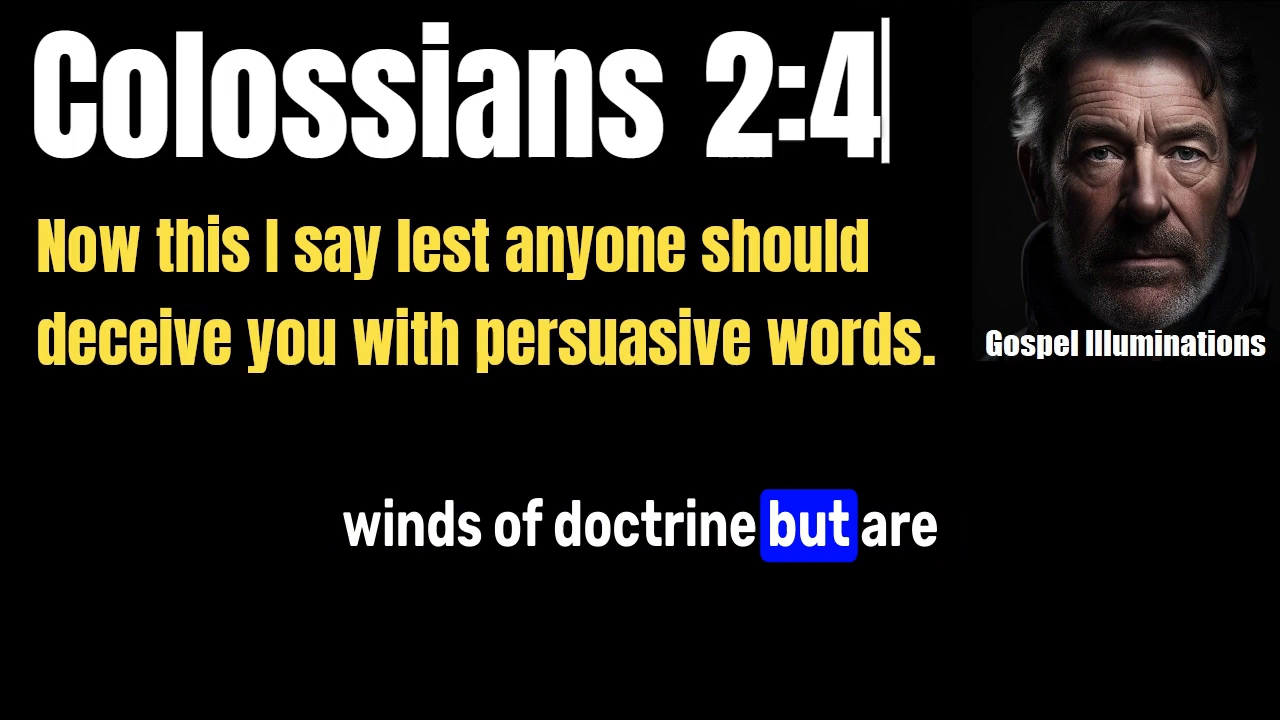 Colossians 2:4
Now this I say lest anyone should
deceive you with persuasive words.
Gospel Illuminations
winds of doctrine but are